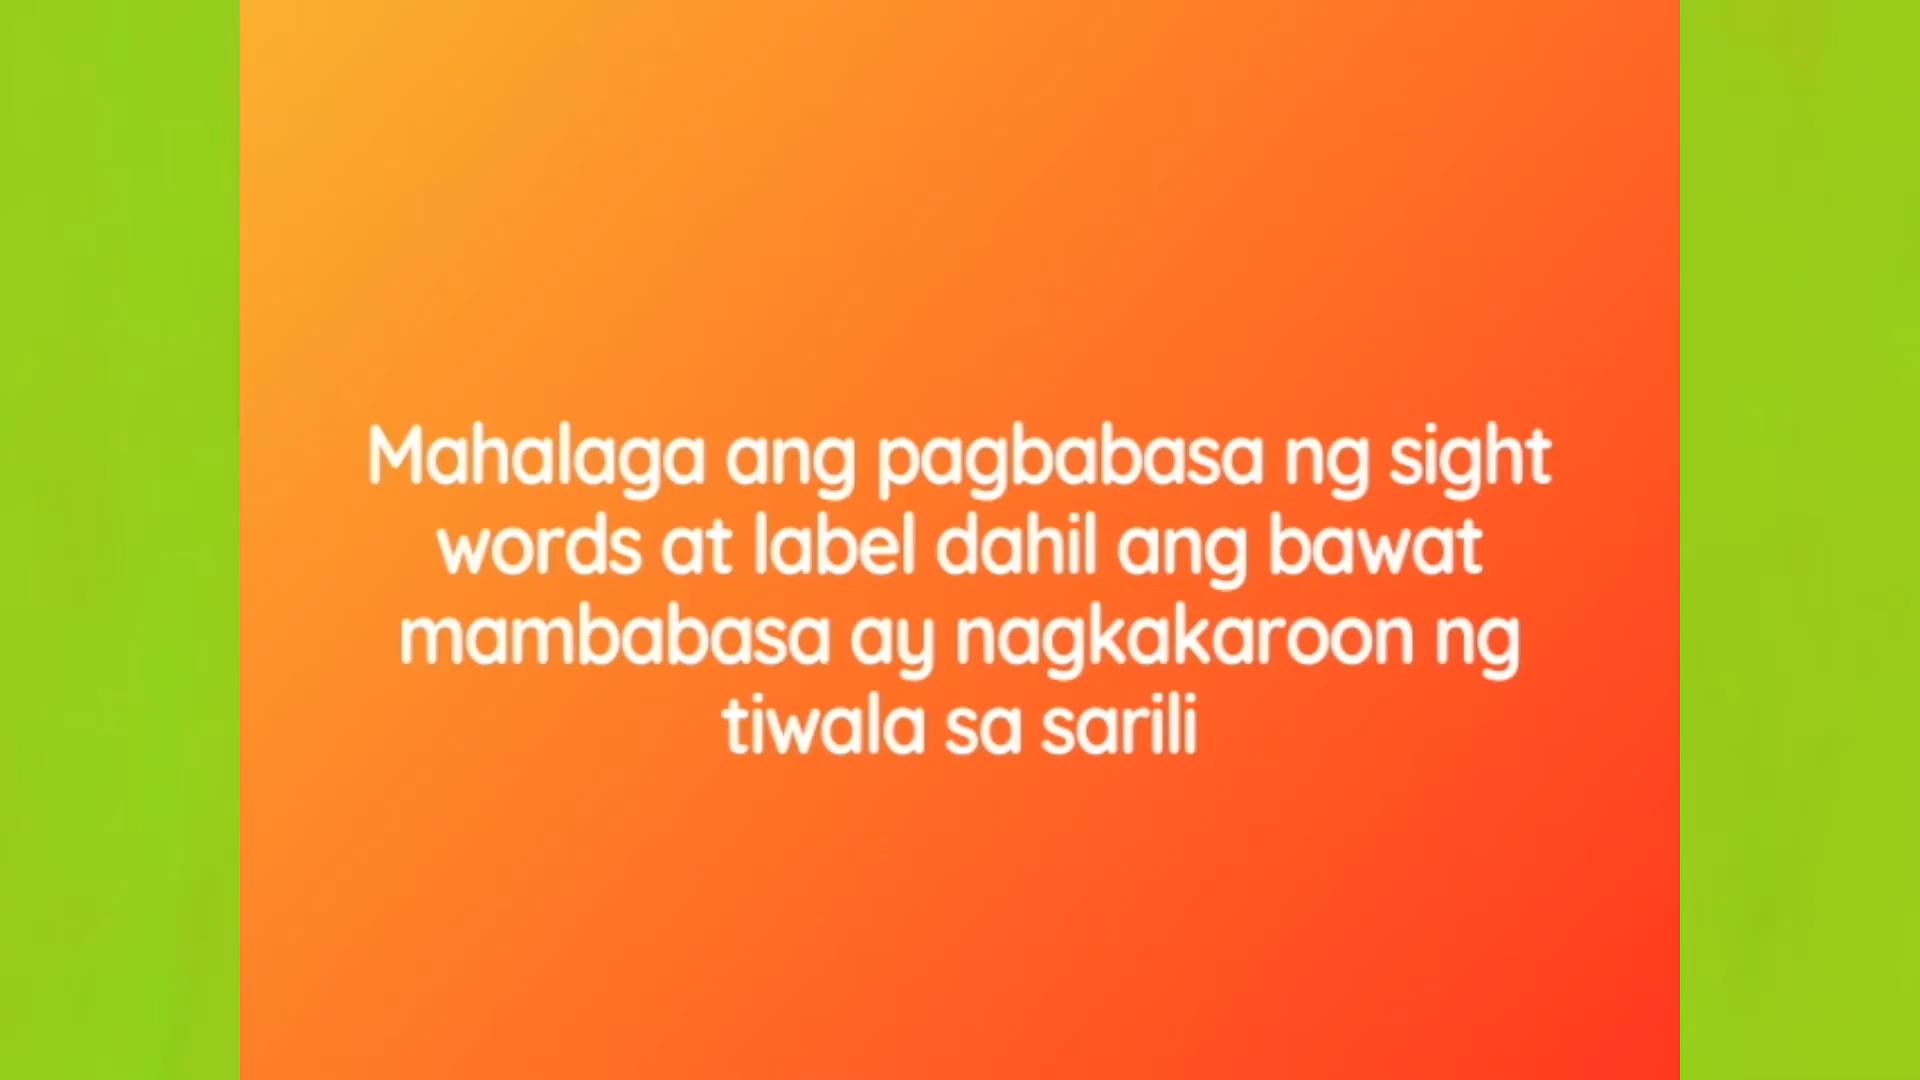 Mahalaga ang pagbabasa ng sight
words at label dahil ang bawat
mambabasa ay nagkakaroon ng
tiwala sa sarili